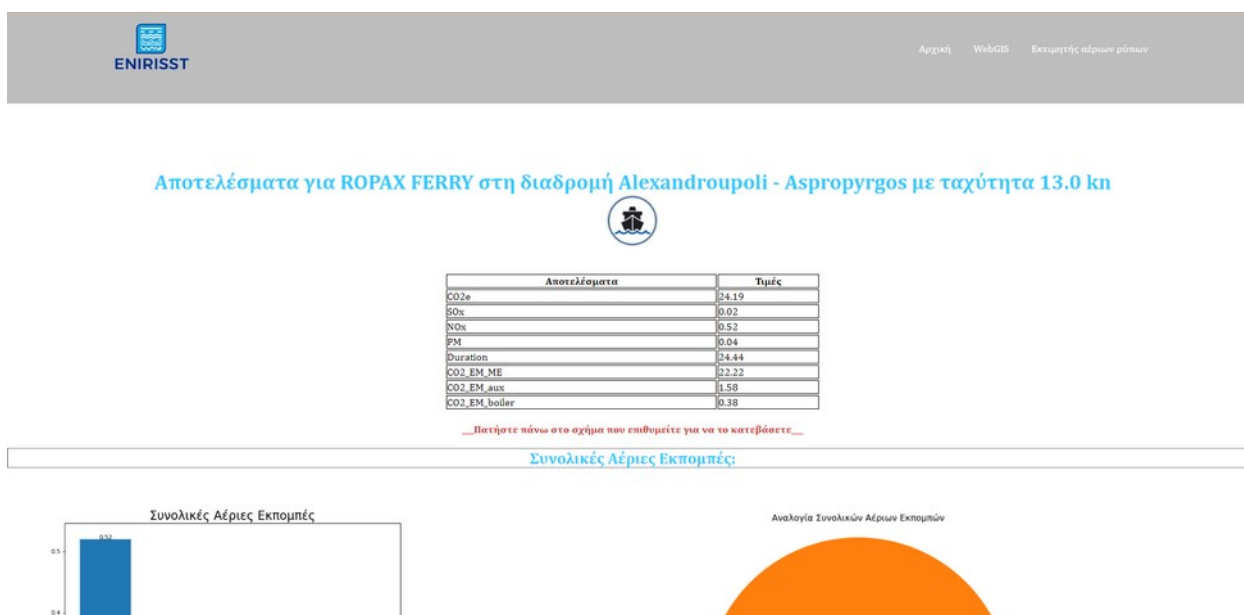 ENIRISST
Αρχική WebGIS Εκτιμητής αέριων ρύπων
Αποτελέσματα για ROPAX FERRY στη διαδρομή Alexandroupoli - Aspropyrgos με ταχύτητα 13.0 kn
Αποτελέσματα Τιμές
CO2e 24.19
SOx 0.02
NOx 0.52
PM 0.04
Duration 24.44
CO2_EM_ME 22.22
CO2_EM_aux 1.58
CO2_EM_boiler 0.38
__Πατήστε πάνω στο σχήμα που επιθυμείτε για να το κατεβάσετε__
Συνολικές Αέριες Εκπομπές:
Συνολικές Αέριες Εκπομπές
Αναλογία Συνολικών Αέριων Εκπομπών
0.52
0.5
0.4